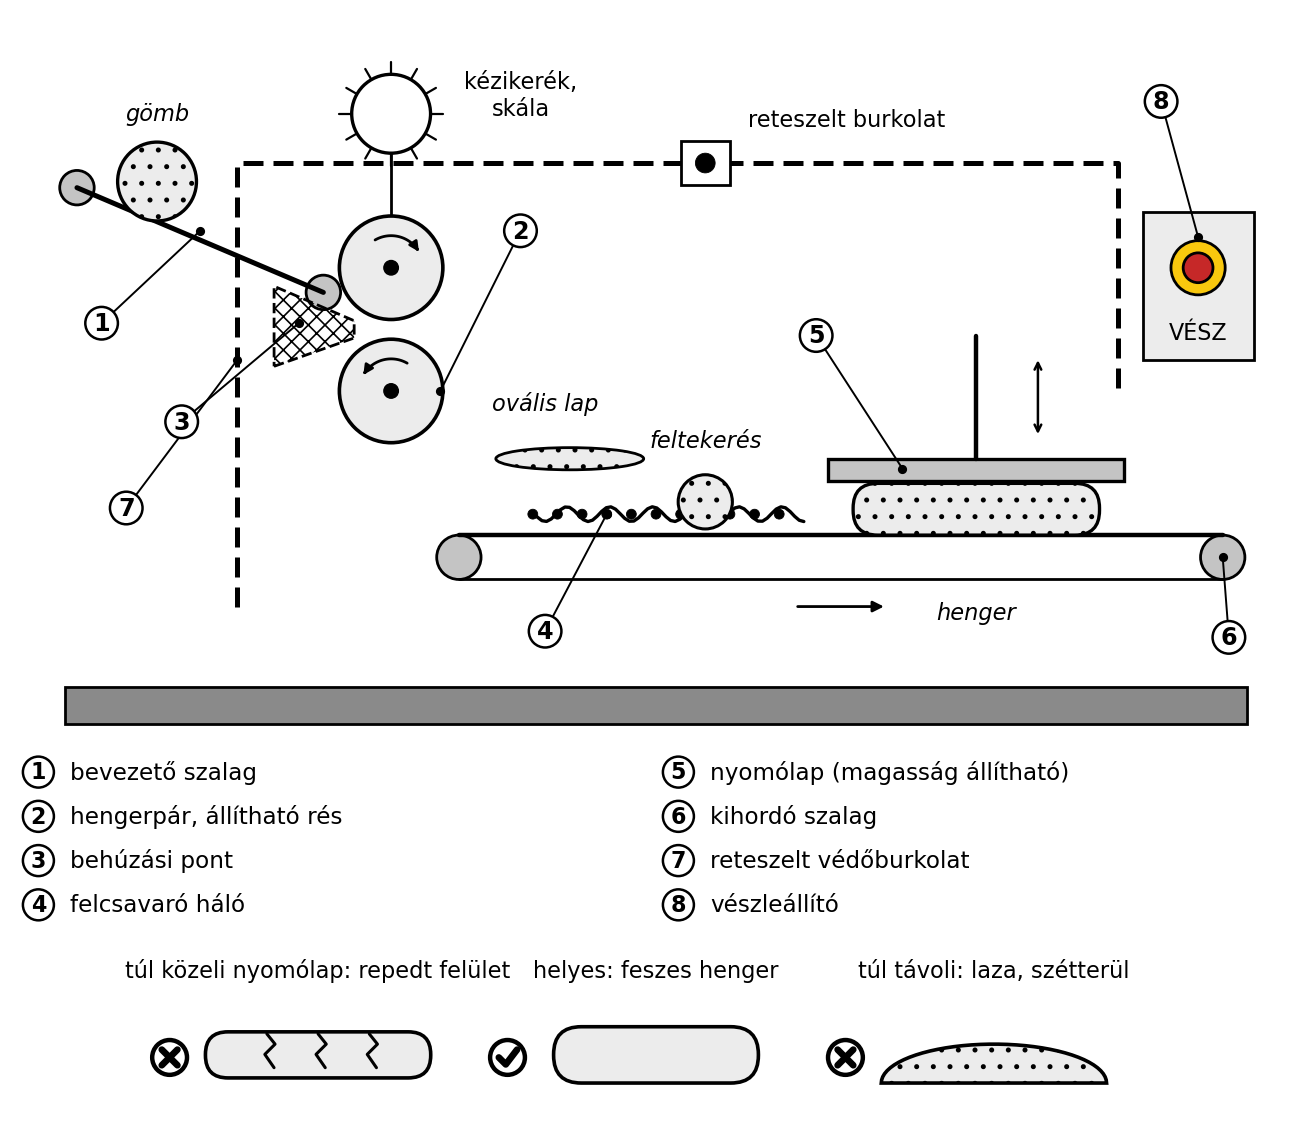 gömb
kézikerék,
skála
reteszelt burkolat
8
2
1
5
VÉSZ
ovális lap
feltekerés
3
7
4
henger
6
1 bevezető szalag
2 hengerpár, állítható rés
3 behúzási pont
4 felcsavaró háló
5 nyomólap (magasság állítható)
6 kihordó szalag
7 reteszelt védőburkolat
8 vészleállító
túl közeli nyomólap: repedt felület
helyes: feszes henger
túl távoli: laza, szétterül